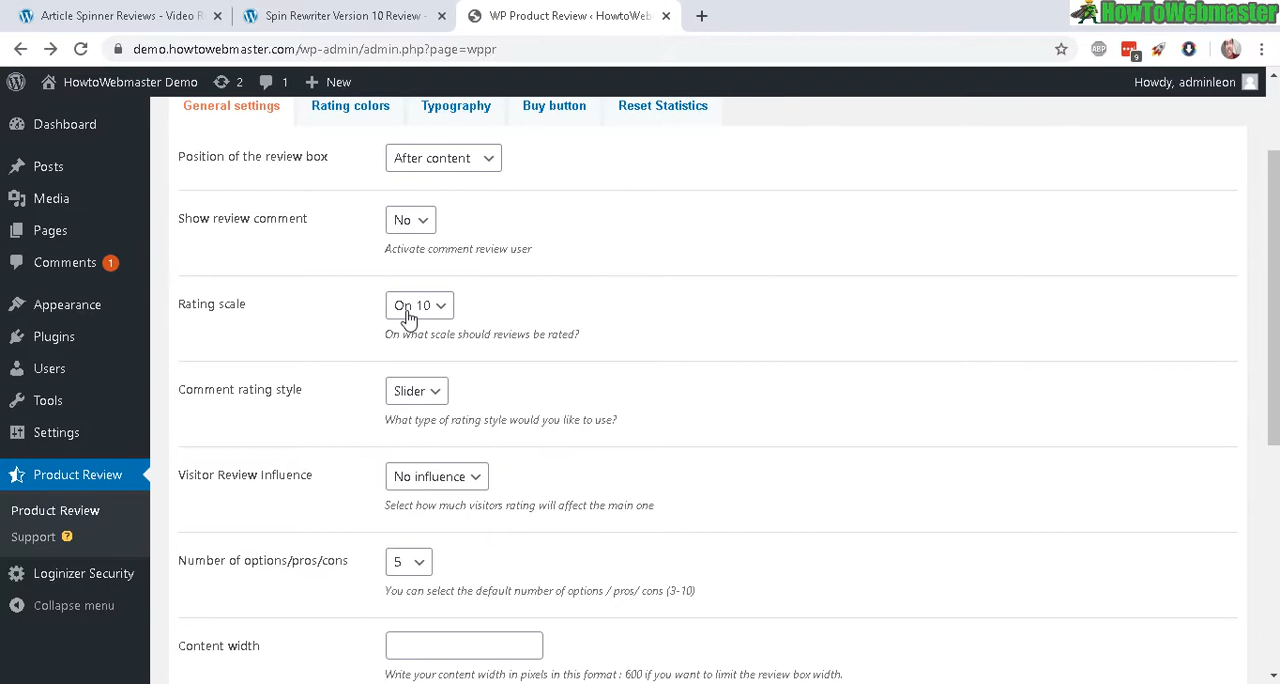 Article Spinner Reviews - Video R
Spin Rewriter Version 10 Review -
WP Product Review ‹ HowtoWeb
HowToWebmaster
demo.howtowebmaster.com/wp-admin/admin.php?page=wppr
ABP
9
HowtoWebmaster Demo
2
1
New
Howdy, adminleon
Dashboard
Posts
Media
Pages
Comments 1
Appearance
Plugins
Users
Tools
Settings
Product Review
Product Review
Support ?
Loginizer Security
Collapse menu
General settings
Rating colors
Typography
Buy button
Reset Statistics
Position of the review box
After content
Show review comment
No
Activate comment review user
Rating scale
On 10
On what scale should reviews be rated?
Comment rating style
Slider
What type of rating style would you like to use?
Visitor Review Influence
No influence
Select how much visitors rating will affect the main one
Number of options/pros/cons
5
You can select the default number of options / pros/ cons (3-10)
Content width
Write your content width in pixels in this format : 600 if you want to limit the review box width.